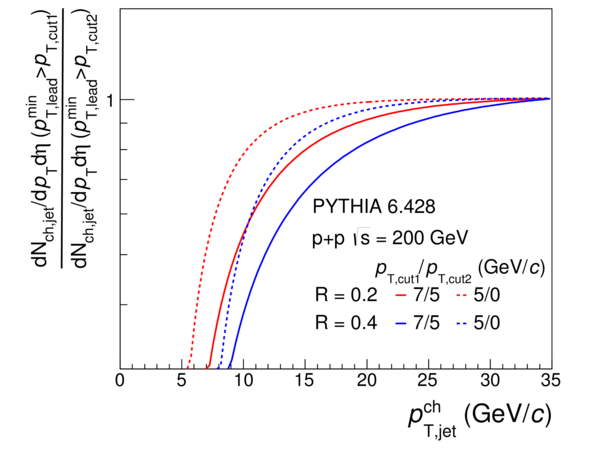 dN_ch,jet/dp_T dη (p^min_T,lead>p_T,cut1)
dN_ch,jet/dp_T dη (p^min_T,lead>p_T,cut2)
1
PYTHIA 6.428
p+p √s = 200 GeV
p_T,cut1/p_T,cut2 (GeV/c)
R = 0.2 7/5 5/0
R = 0.4 7/5 5/0
0 5 10 15 20 25 30 35
p^ch_T,jet (GeV/c)